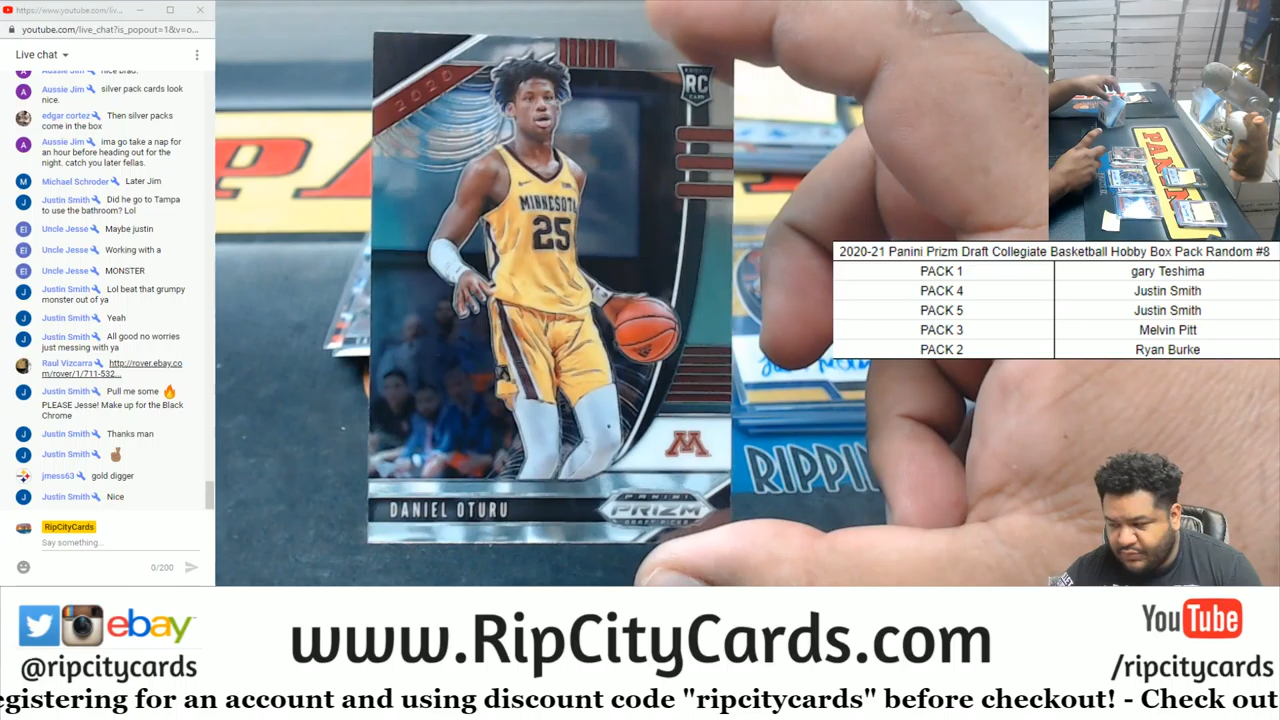 https://www.youtube.com/liv...
youtube.com/live_chat?is_popout=1&v=o...
Live chat
Aussie Jim nice brad.
Aussie Jim silver pack cards look
nice.
edgar cortez Then silver packs
come in the box
Aussie Jim ima go take a nap for
an hour before heading out for the
night. catch you later fellas.
Michael Schroder Later Jim
Justin Smith Did he go to Tampa
to use the bathroom? Lol
Uncle Jesse Maybe justin
Uncle Jesse Working with a
Uncle Jesse MONSTER
Justin Smith Lol beat that grumpy
monster out of ya
Justin Smith Yeah
Justin Smith All good no worries
just messing with ya
Raul Vizcarra http://rover.ebay.co
m/rover/1/711-532...
Justin Smith Pull me some 🔥
PLEASE Jesse! Make up for the Black
Chrome
Justin Smith Thanks man
Justin Smith
jmess63 gold digger
Justin Smith Nice
RipCityCards
Say something...
0/200
2020
ROOKIE
RC
CARD
MINNESOTA
25
M
DANIEL OTURU
PANINI
PRIZM
DRAFT PICKS
RIPPIN
PANINI
2020-21 Panini Prizm Draft Collegiate Basketball Hobby Box Pack Random #8
PACK 1 gary Teshima
PACK 4 Justin Smith
PACK 5 Justin Smith
PACK 3 Melvin Pitt
PACK 2 Ryan Burke
ebay
@ripcitycards
www.RipCityCards.com
YouTube
/ripcitycards
egistering for an account and using discount code "ripcitycards" before checkout! - Check out